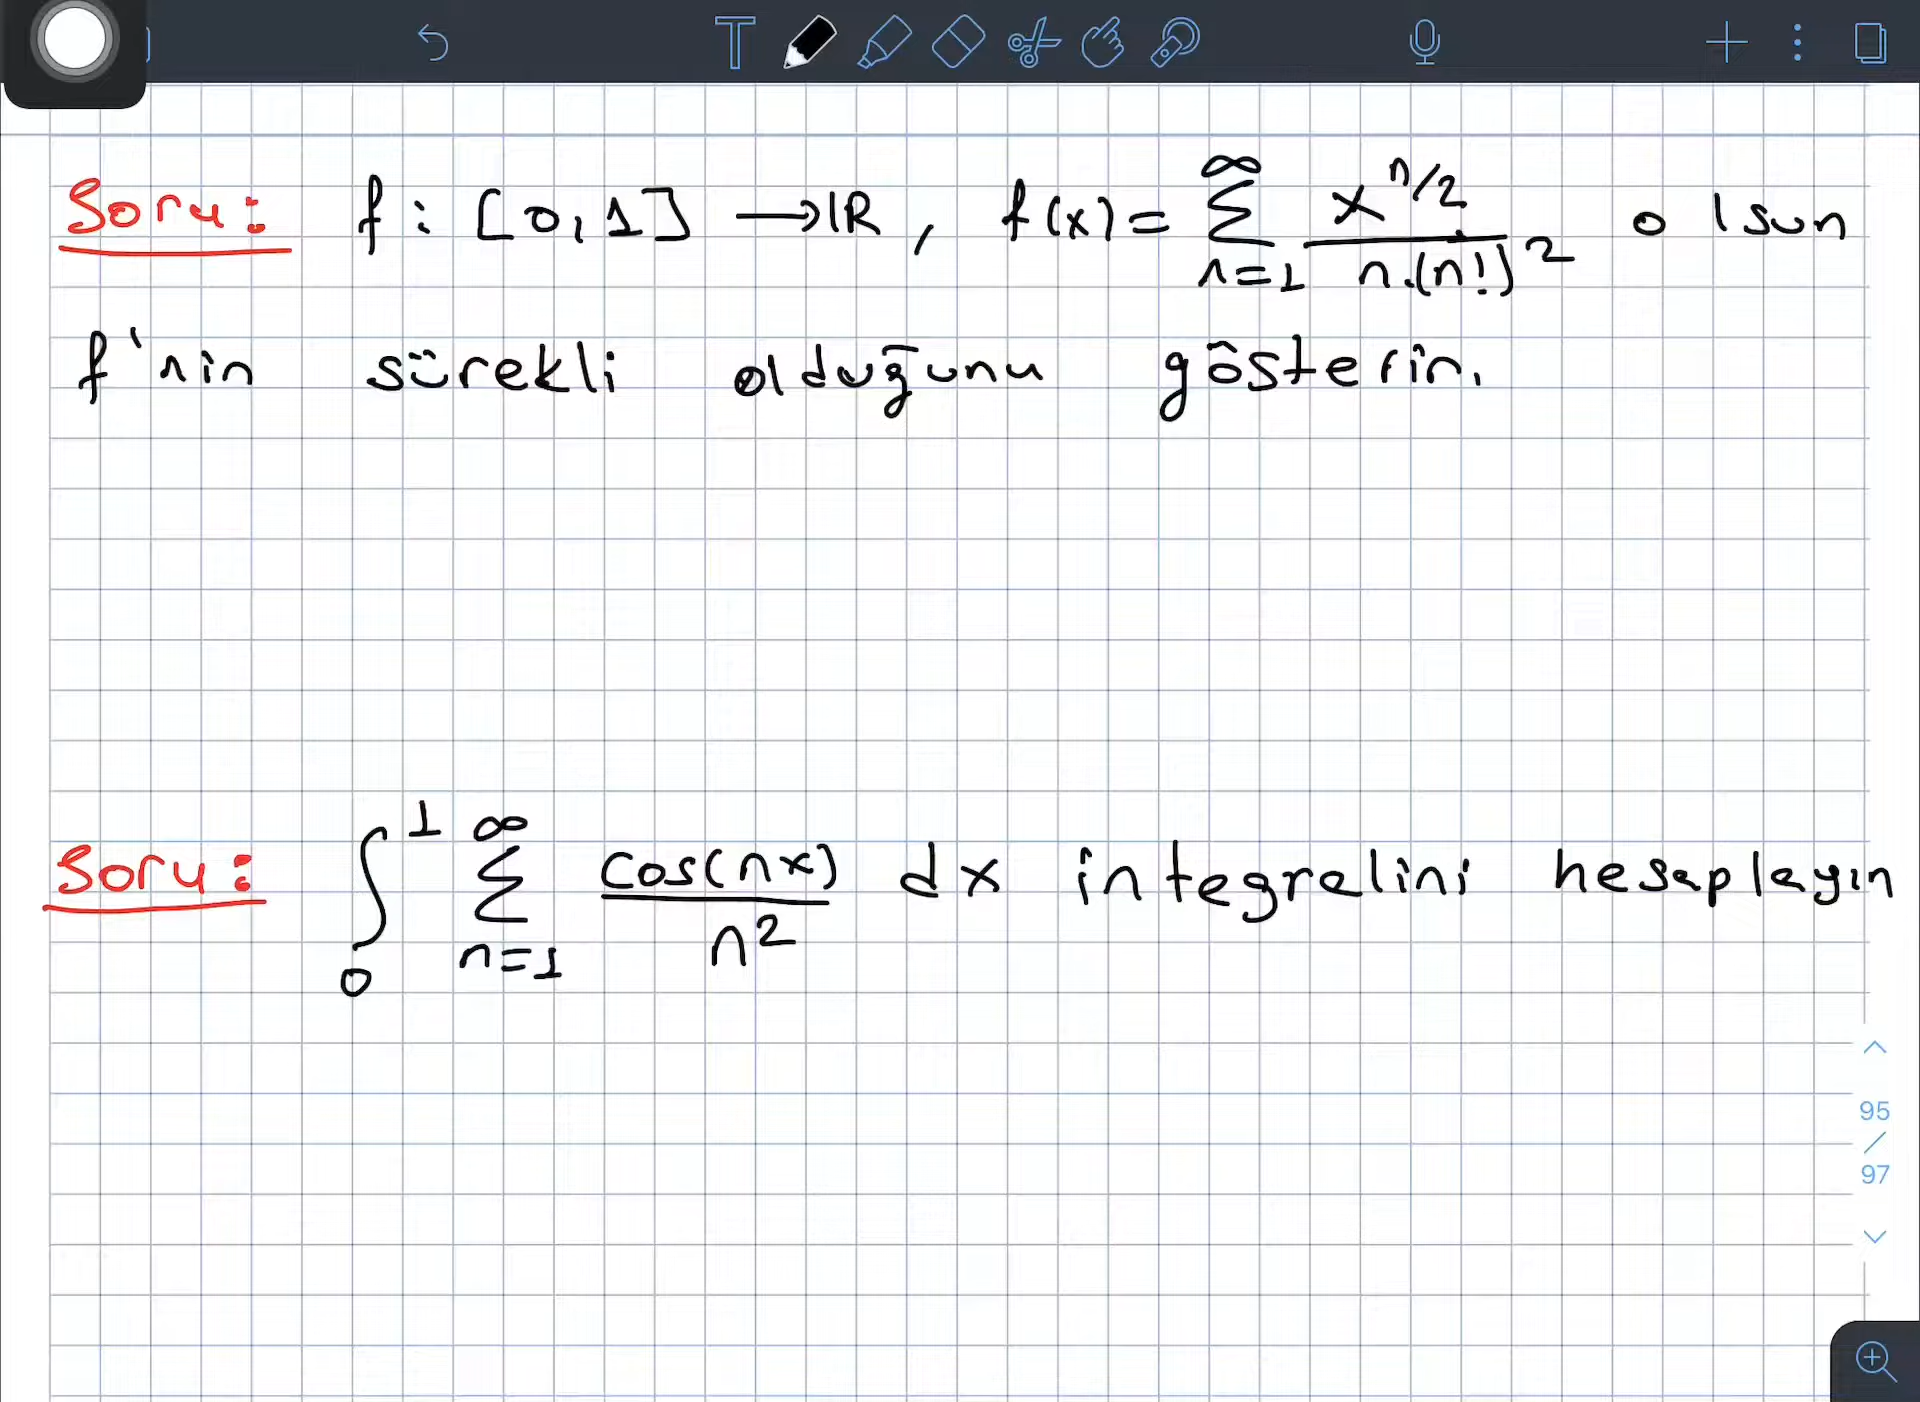 Soru: f: [0,1] → ℝ, f(x) = ∑_{n=1}^{∞} x^{n/2} / (n.(n!)^2) olsun
f'nin sürekli olduğunu gösterin.
Soru: ∫_0^1 ∑_{n=1}^{∞} cos(nx) / n^2 dx integralini hesaplayın
95
/
97